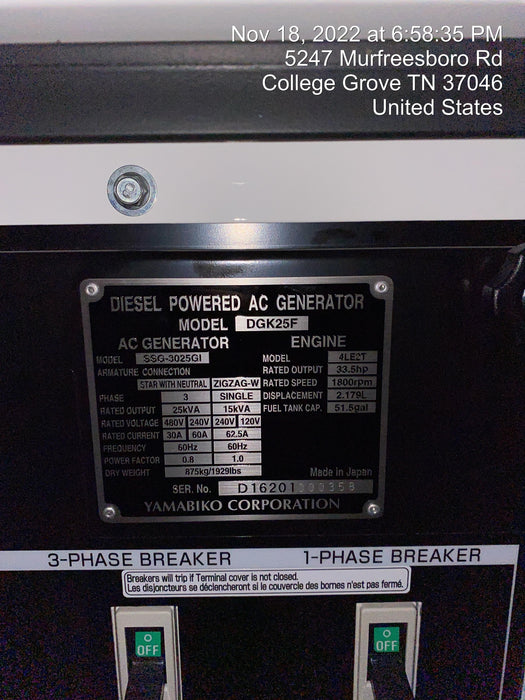 Nov 18, 2022 at 6:58:35 PM
5247 Murfreesboro Rd
College Grove TN 37046
United States
DIESEL POWERED AC GENERATOR
MODEL DGK25F
AC GENERATOR
MODEL SSG-3025GI
ARMATURE CONNECTION
STAR WITH NEUTRAL ZIGZAG-W
PHASE 3 SINGLE
RATED OUTPUT 25kVA 15kVA
RATED VOLTAGE 480V 240V 240V 120V
RATED CURRENT 30A 60A 62.5A
FREQUENCY 60Hz 60Hz
POWER FACTOR 0.8 1.0
DRY WEIGHT 875kg/1929lbs
ENGINE
MODEL 4LE2T
RATED OUTPUT 33.5hp
RATED SPEED 1800rpm
DISPLACEMENT 2.179L
FUEL TANK CAP. 51.5gal
Made in Japan
SER. No.
YAMABIKO CORPORATION
3-PHASE BREAKER 1-PHASE BREAKER
Breakers will trip if Terminal cover is not closed.
Les disjoncteurs se déclencheront si le couvercle des bornes n'est pas fermé.
OFF OFF